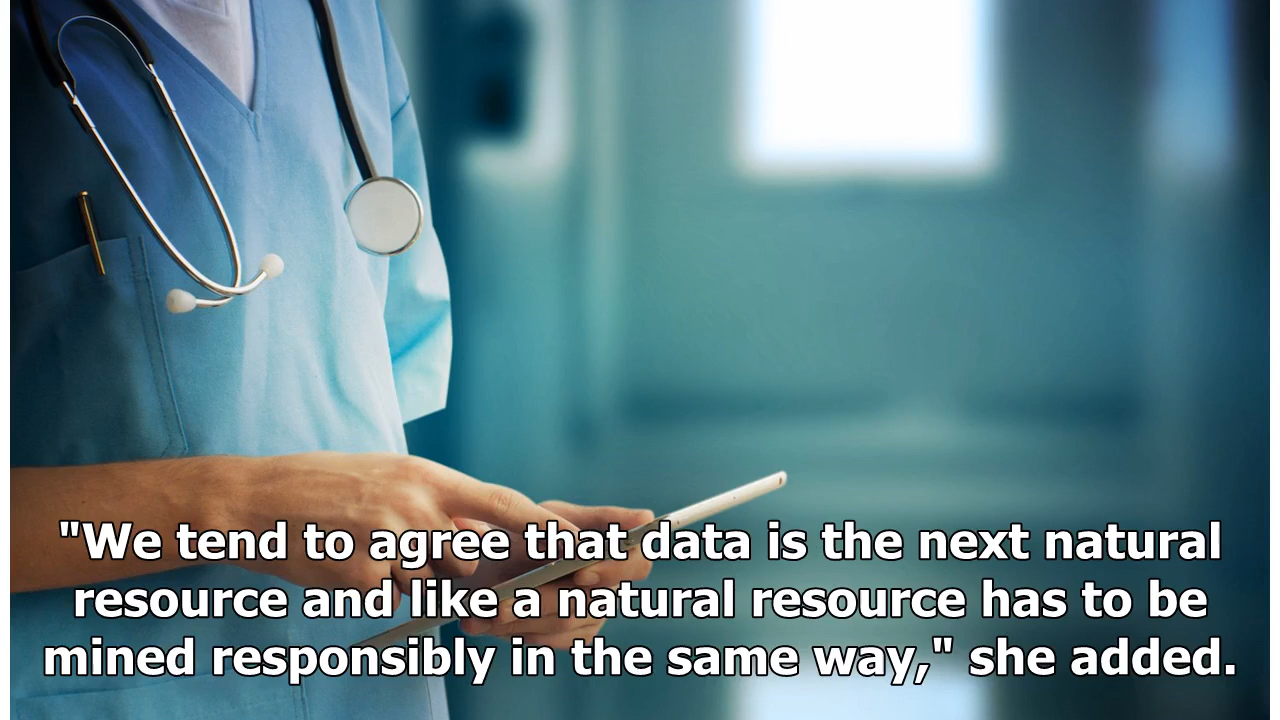 "We tend to agree that data is the next natural
resource and like a natural resource has to be
mined responsibly in the same way," she added.